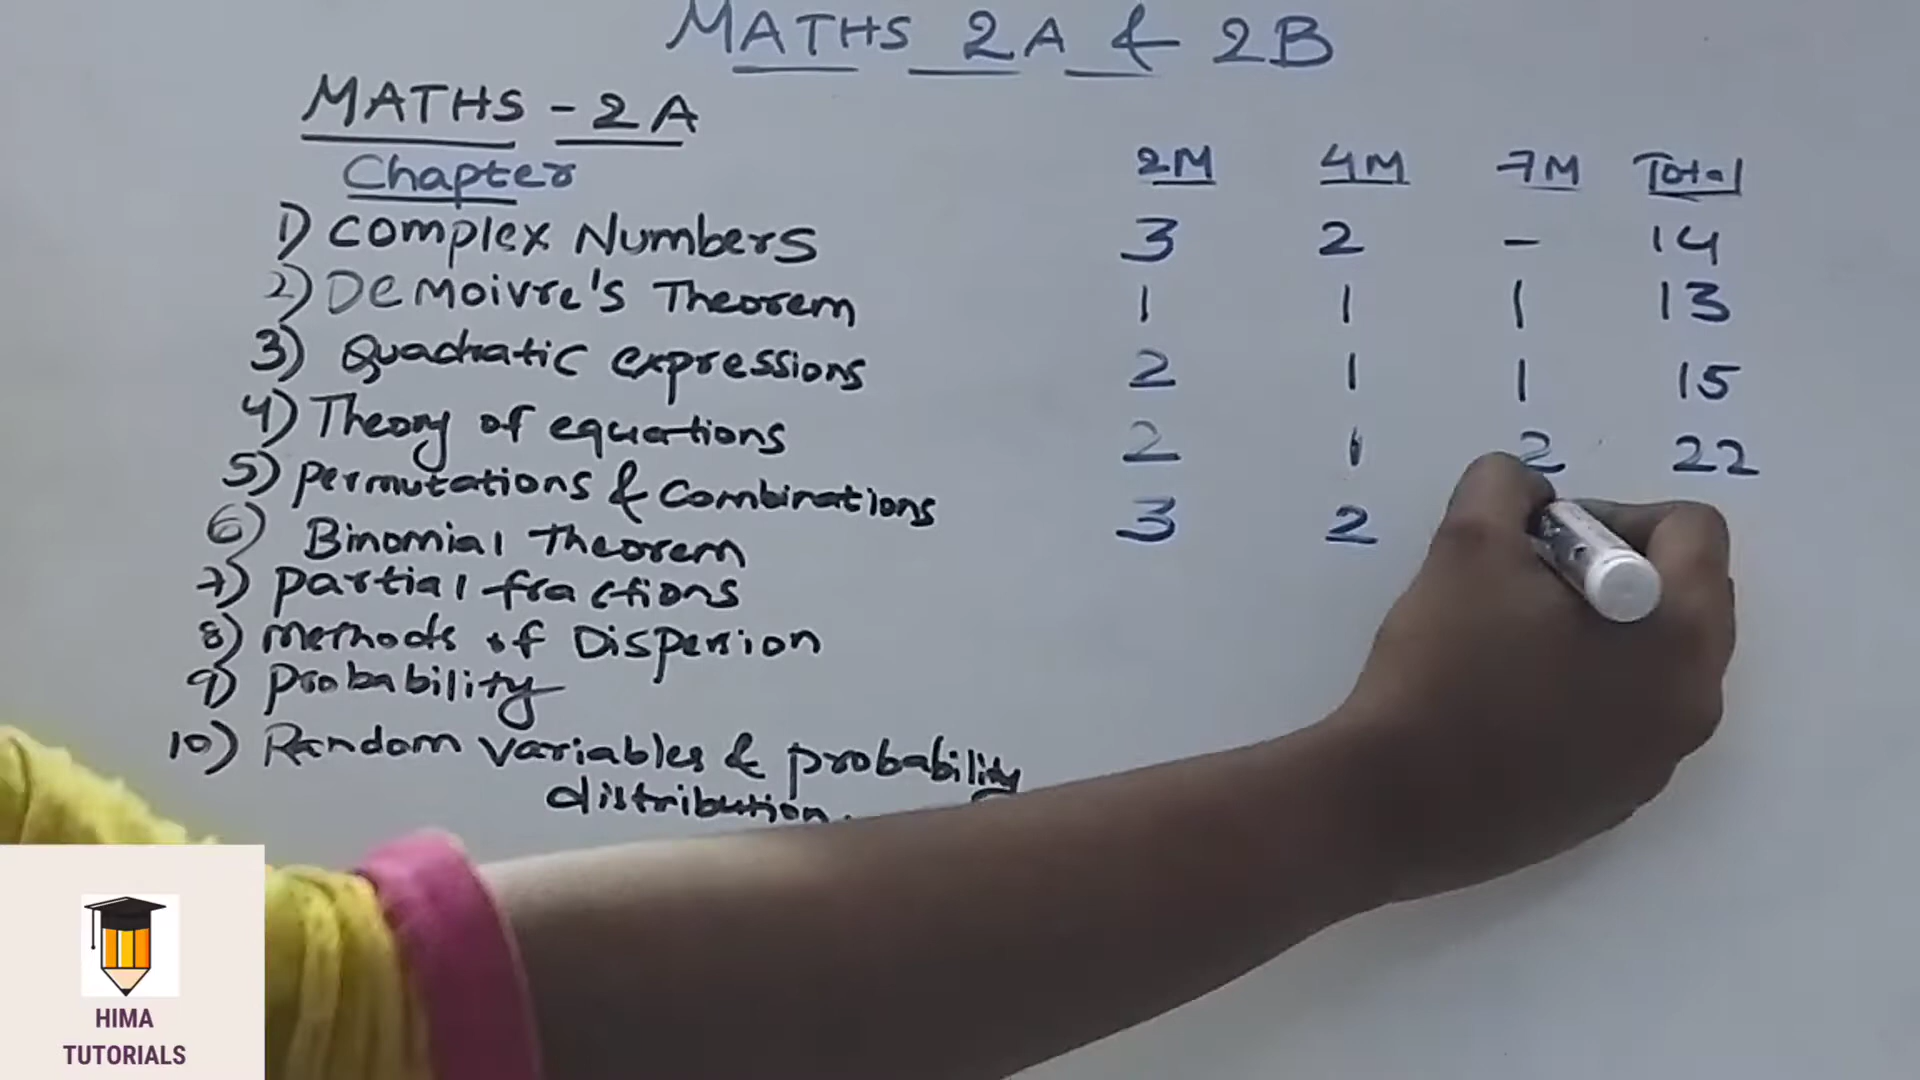 MATHS 2A & 2B
MATHS - 2A
Chapter 2M 4M 7M Total
1) Complex Numbers 3 2 - 14
2) DeMoivre's Theorem 1 1 1 13
3) Quadratic expressions 2 1 1 15
4) Theory of equations 2 1 2 22
5) Permutations & Combinations 3 2
6) Binomial Theorem
7) Partial fractions
8) Methods of Dispersion
9) Probability
10) Random variables & probability
distribution.
HIMA
TUTORIALS